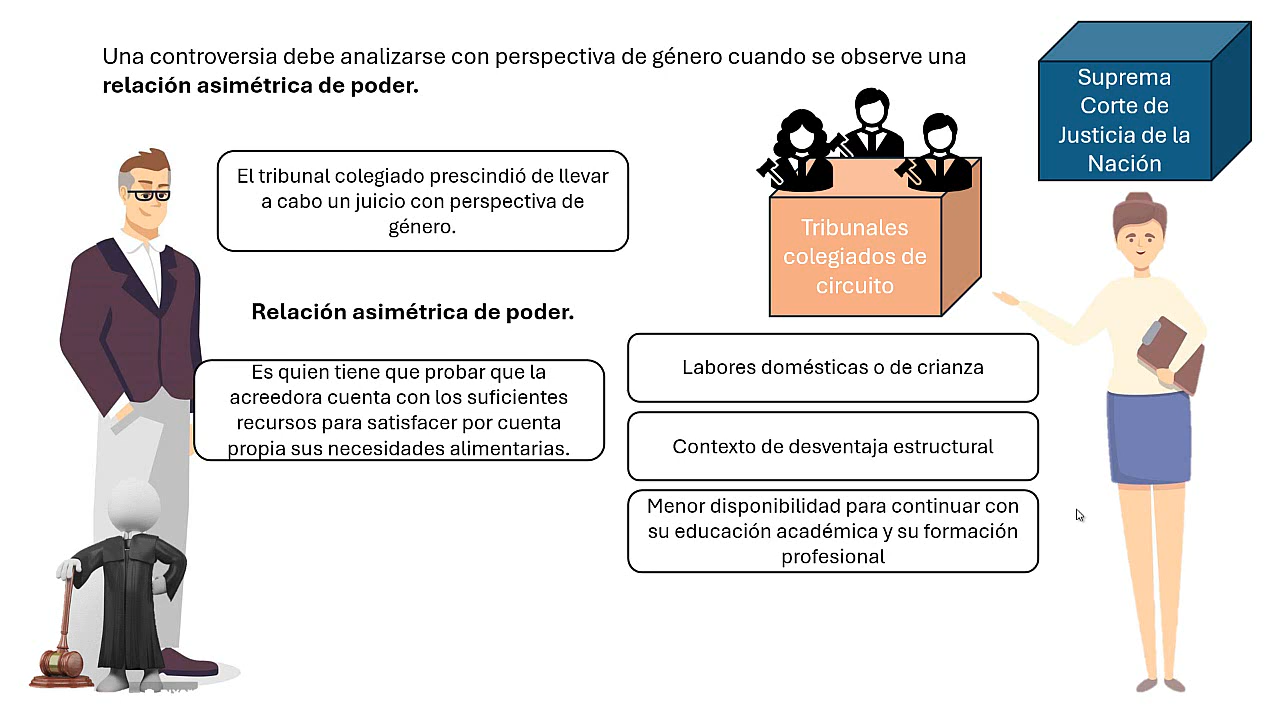 Una controversia debe analizarse con perspectiva de género cuando se observe una
relación asimétrica de poder.
Suprema
Corte de
Justicia de la
Nación
El tribunal colegiado prescindió de llevar
a cabo un juicio con perspectiva de
género.
Tribunales
colegiados de
circuito
Relación asimétrica de poder.
Es quien tiene que probar que la
acreedora cuenta con los suficientes
recursos para satisfacer por cuenta
propia sus necesidades alimentarias.
Labores domésticas o de crianza
Contexto de desventaja estructural
Menor disponibilidad para continuar con
su educación académica y su formación
profesional